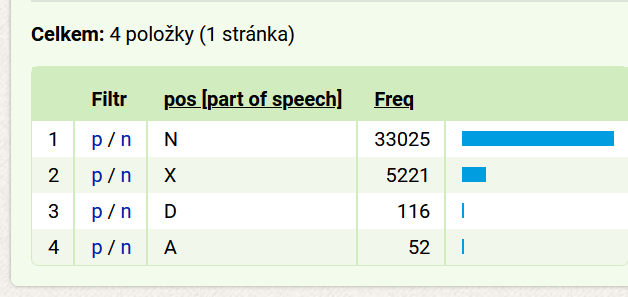 Celkem: 4 položky (1 stránka)
Filtr pos [part of speech] Freq
1 p / n N 33025
2 p / n X 5221
3 p / n D 116
4 p / n A 52